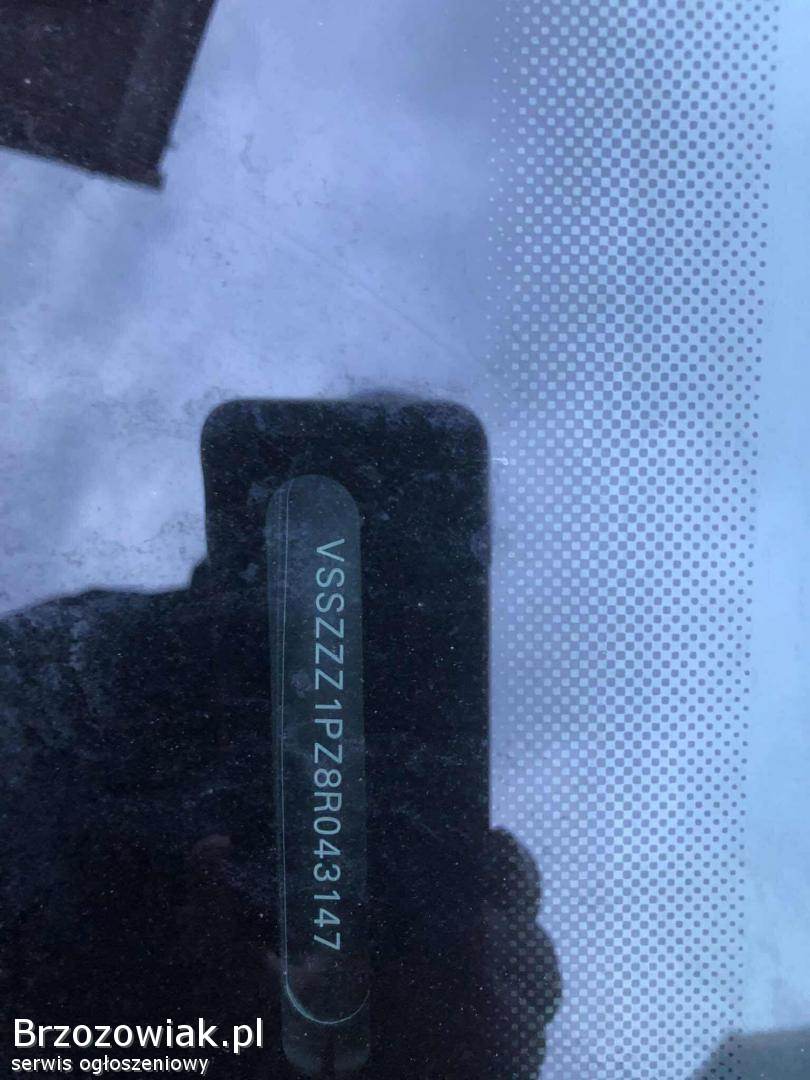 VSSZZZ1PZ8R043147
Brzozowiak.pl
serwis ogłoszeniowy